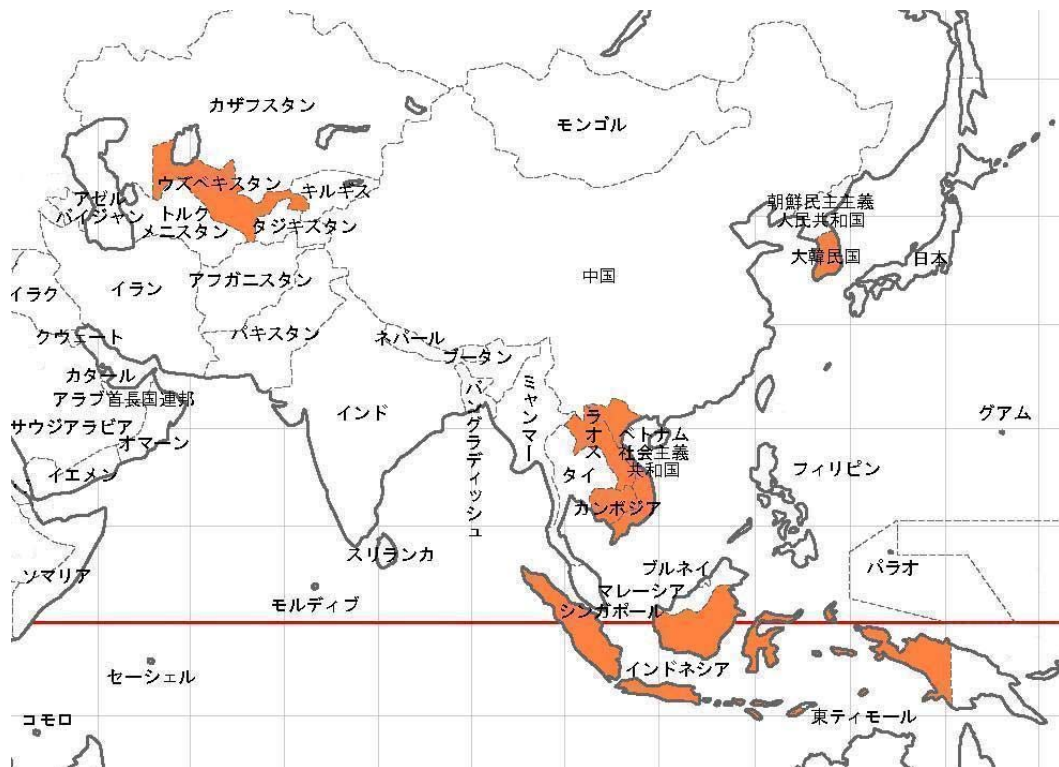 カザフスタン
モンゴル
ウズベキスタン
キルギス
アゼル
バイジャン
トルク
メニスタン
タジキスタン
朝鮮民主主義
人民共和国
大韓民国
日本
中国
イラク
イラン
アフガニスタン
クウェート
パキスタン
ネパール
ブータン
カタール
アラブ首長国連邦
サウジアラビア
オマーン
イエメン
インド
バングラディッシュ
ミャンマー
ラオス
ベトナム
社会主義
共和国
タイ
カンボジア
フィリピン
グアム
スリランカ
ソマリア
モルディブ
ブルネイ
マレーシア
シンガポール
パラオ
インドネシア
セーシェル
コモロ
東ティモール